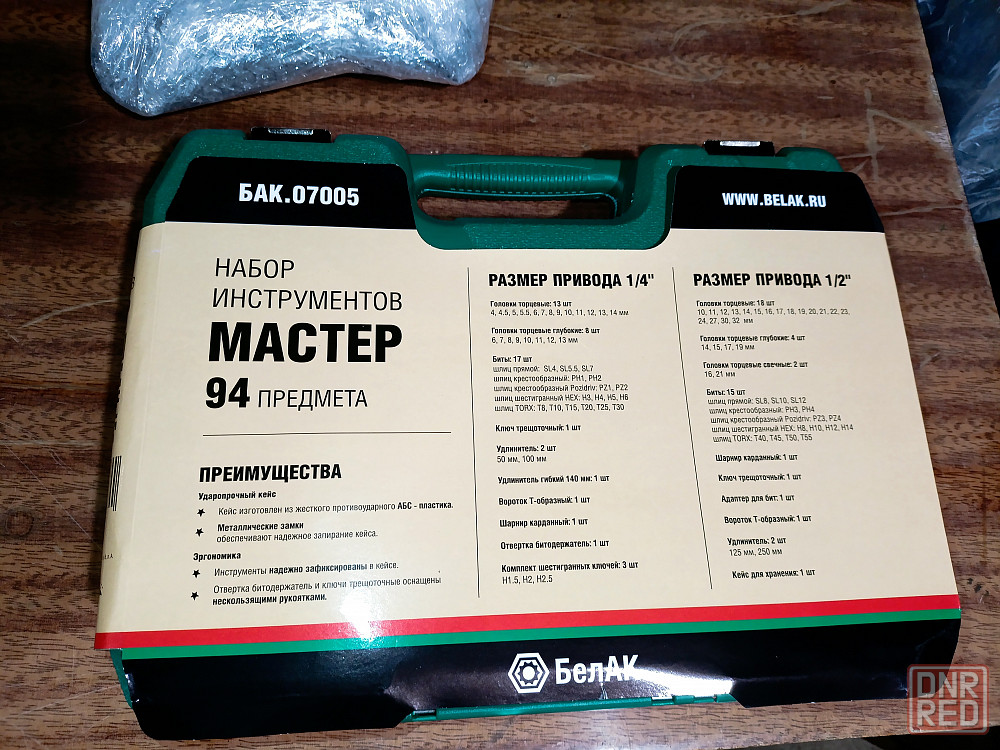 БАК.07005
WWW.BELAK.RU
НАБОР
ИНСТРУМЕНТОВ
МАСТЕР
94 ПРЕДМЕТА
ПРЕИМУЩЕСТВА
Ударопрочный кейс
★ Кейс изготовлен из жесткого противоударного АБС - пластика.
★ Металлические замки
обеспечивают надежное запирание кейса.
Эргономика
★ Инструменты надежно зафиксированы в кейсе.
★ Отвертка битодержатель и ключи трещоточные оснащены
нескользящими рукоятками.
РАЗМЕР ПРИВОДА 1/4"
Головки торцевые: 13 шт
4, 4.5, 5, 5.5, 6, 7, 8, 9, 10, 11, 12, 13, 14 мм
Головки торцевые глубокие: 8 шт
6, 7, 8, 9, 10, 11, 12, 13 мм
Биты: 17 шт
шлиц прямой: SL4, SL5.5, SL7
шлиц крестообразный: PH1, PH2
шлиц крестообразный Pozidriv: PZ1, PZ2
шлиц шестигранный HEX: H3, H4, H5, H6
шлиц TORX: T8, T10, T15, T20, T25, T30
Ключ трещоточный: 1 шт
Удлинитель: 2 шт
50 мм, 100 мм
Удлинитель гибкий 140 мм: 1 шт
Вороток Т-образный: 1 шт
Шарнир карданный: 1 шт
Отвертка битодержатель: 1 шт
Комплект шестигранных ключей: 3 шт
H1.5, H2, H2.5
РАЗМЕР ПРИВОДА 1/2"
Головки торцевые: 18 шт
10, 11, 12, 13, 14, 15, 16, 17, 18, 19, 20, 21, 22, 23,
24, 27, 30, 32 мм
Головки торцевые глубокие: 4 шт
14, 15, 17, 19 мм
Головки торцевые свечные: 2 шт
16, 21 мм
Биты: 15 шт
шлиц прямой: SL8, SL10, SL12
шлиц крестообразный: PH3, PH4
шлиц крестообразный Pozidriv: PZ3, PZ4
шлиц шестигранный HEX: H8, H10, H12, H14
шлиц TORX: T40, T45, T50, T55
Шарнир карданный: 1 шт
Ключ трещоточный: 1 шт
Адаптер для бит: 1 шт
Вороток Т-образный: 1 шт
Удлинитель: 2 шт
125 мм, 250 мм
Кейс для хранения: 1 шт
БелАК
DNR
RED